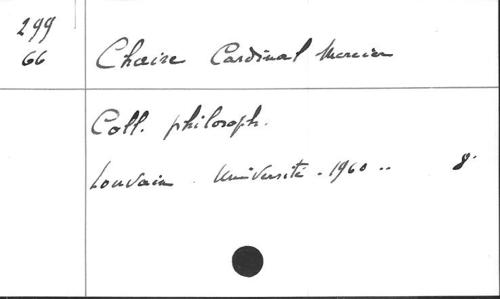 299
66
Chaire Cardinal Mercier
Coll. philosoph.
Louvain. Université. 1960..
8°